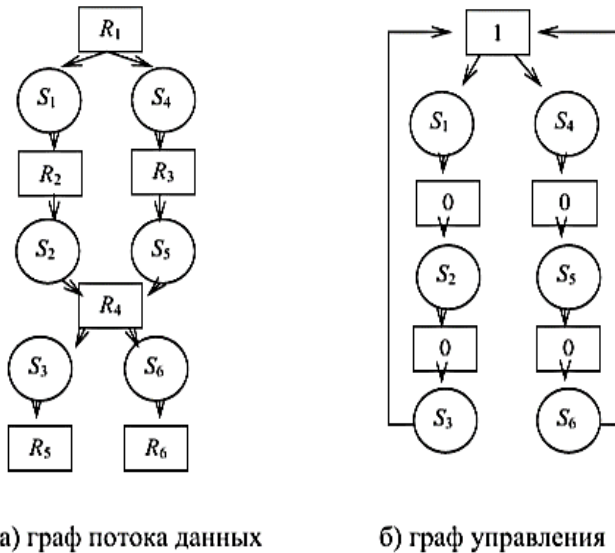 R1 1
S1 S4 S1 S4
R2 R3 0 0
S2 S5 S2 S5
R4 0 0
S3 S6 S3 S6
R5 R6
а) граф потока данных б) граф управления